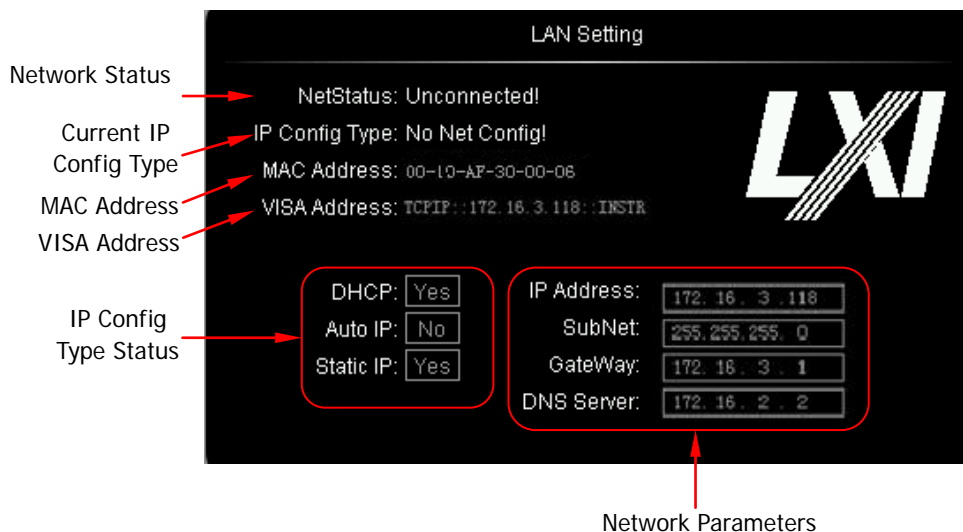 LAN Setting
Network Status
NetStatus: Unconnected!
Current IP
Config Type
IP Config Type: No Net Config!
MAC Address
MAC Address: 00-10-AF-30-00-06
VISA Address
VISA Address: TCPIP::172.16.3.118::INSTR
LXI
IP Config
Type Status
DHCP: Yes
Auto IP: No
Static IP: Yes
IP Address: 172. 16. 3 .118
SubNet: 255.255.255. 0
GateWay: 172. 16. 3 . 1
DNS Server: 172. 16. 2 . 2
Network Parameters